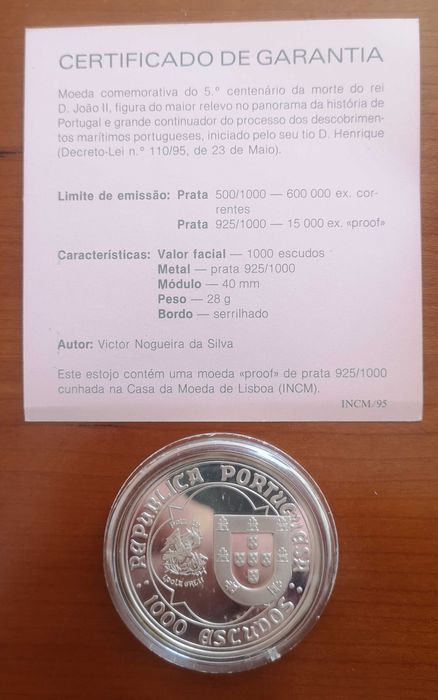 CERTIFICADO DE GARANTIA
Moeda comemorativa do 5.º centenário da morte do rei
D. João II, figura do maior relevo no panorama da história de
Portugal e grande continuador do processo dos descobrimen-
tos marítimos portugueses, iniciado pelo seu tio D. Henrique
(Decreto-Lei n.º 110/95, de 23 de Maio).
Limite de emissão: Prata 500/1000 — 600 000 ex. cor-
rentes
Prata 925/1000 — 15 000 ex. «proof»
Características: Valor facial — 1000 escudos
Metal — prata 925/1000
Módulo — 40 mm
Peso — 28 g
Bordo — serrilhado
Autor: Victor Nogueira da Silva
Este estojo contém uma moeda «proof» de prata 925/1000
cunhada na Casa da Moeda de Lisboa (INCM).
INCM/95
REPUBLICA PORTUGUESA
1000 ESCUDOS